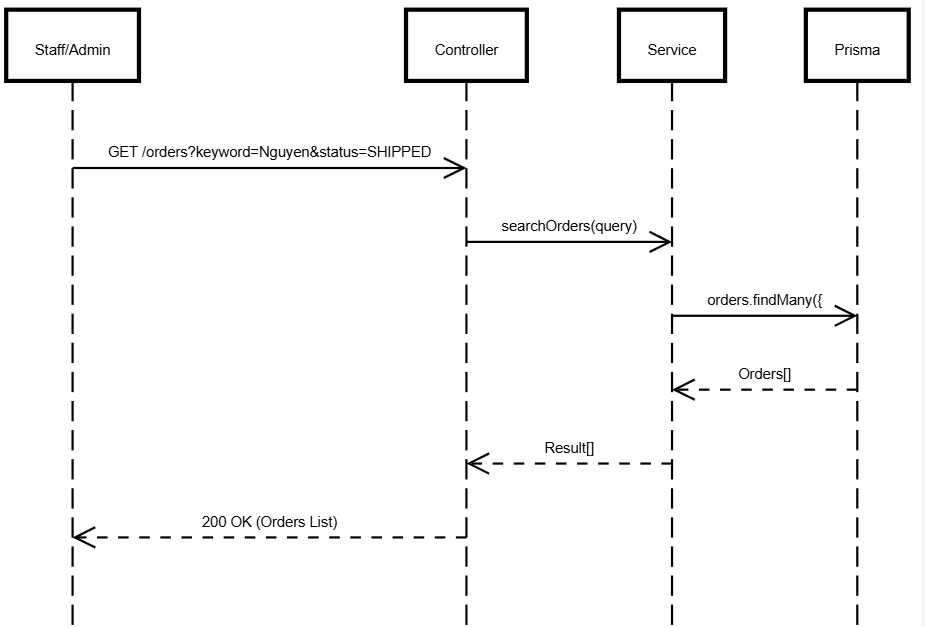 Staff/Admin
Controller
Service
Prisma
GET /orders?keyword=Nguyen&status=SHIPPED
searchOrders(query)
orders.findMany({
Orders[]
Result[]
200 OK (Orders List)